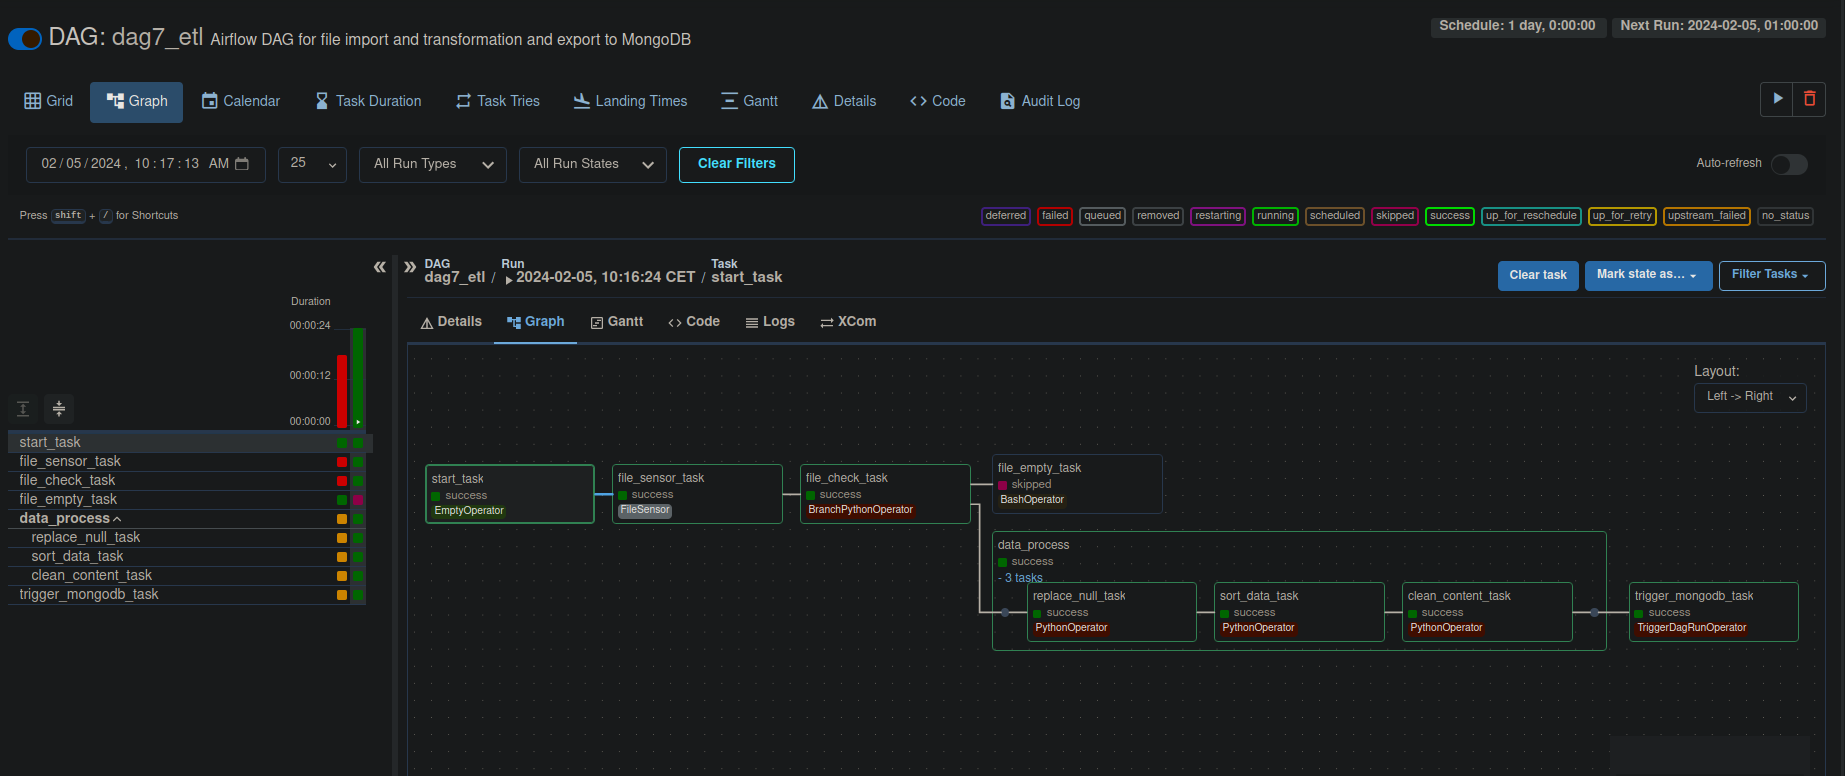 DAG: dag7_etl Airflow DAG for file import and transformation and export to MongoDB
Schedule: 1 day, 0:00:00 Next Run: 2024-02-05, 01:00:00
Grid Graph Calendar Task Duration Task Tries Landing Times Gantt Details Code Audit Log
02/05/2024, 10:17:13 AM 25 All Run Types All Run States Clear Filters Auto-refresh
Press shift + / for Shortcuts
deferred failed queued removed restarting running scheduled skipped success up_for_reschedule up_for_retry upstream_failed no_status
Duration
00:00:24
00:00:12
00:00:00
start_task
file_sensor_task
file_check_task
file_empty_task
data_process
replace_null_task
sort_data_task
clean_content_task
trigger_mongodb_task
DAG Run Task
dag7_etl / 2024-02-05, 10:16:24 CET / start_task
Clear task Mark state as... Filter Tasks
Details Graph Gantt Code Logs XCom
Layout:
Left -> Right
start_task
success
EmptyOperator
file_sensor_task
success
FileSensor
file_check_task
success
BranchPythonOperator
file_empty_task
skipped
BashOperator
data_process
success
- 3 tasks
replace_null_task
success
PythonOperator
sort_data_task
success
PythonOperator
clean_content_task
success
PythonOperator
trigger_mongodb_task
success
TriggerDagRunOperator